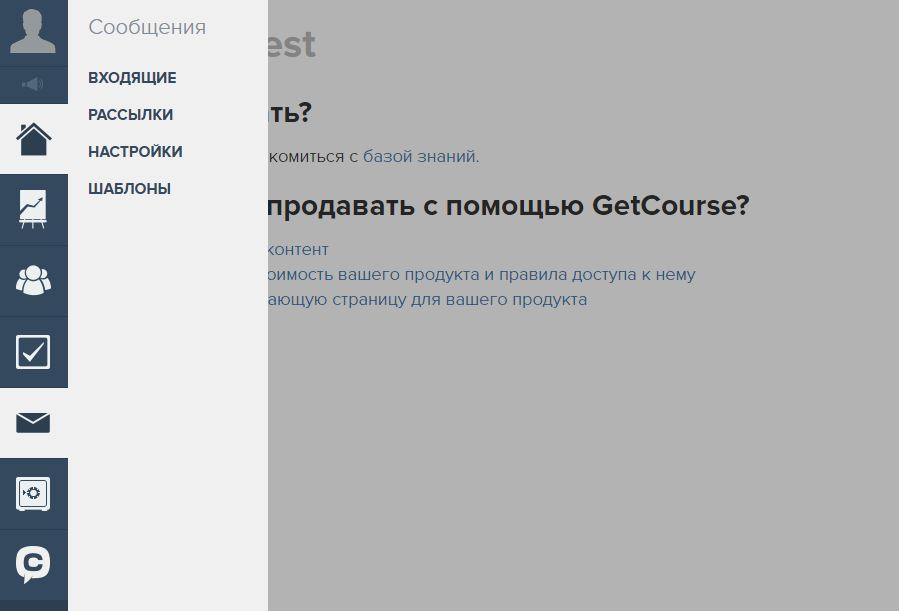 Сообщения
ВХОДЯЩИЕ
РАССЫЛКИ
НАСТРОЙКИ
ШАБЛОНЫ
est
ть?
комиться с базой знаний.
продавать с помощью GetCourse?
контент
оимость вашего продукта и правила доступа к нему
ающую страницу для вашего продукта
C